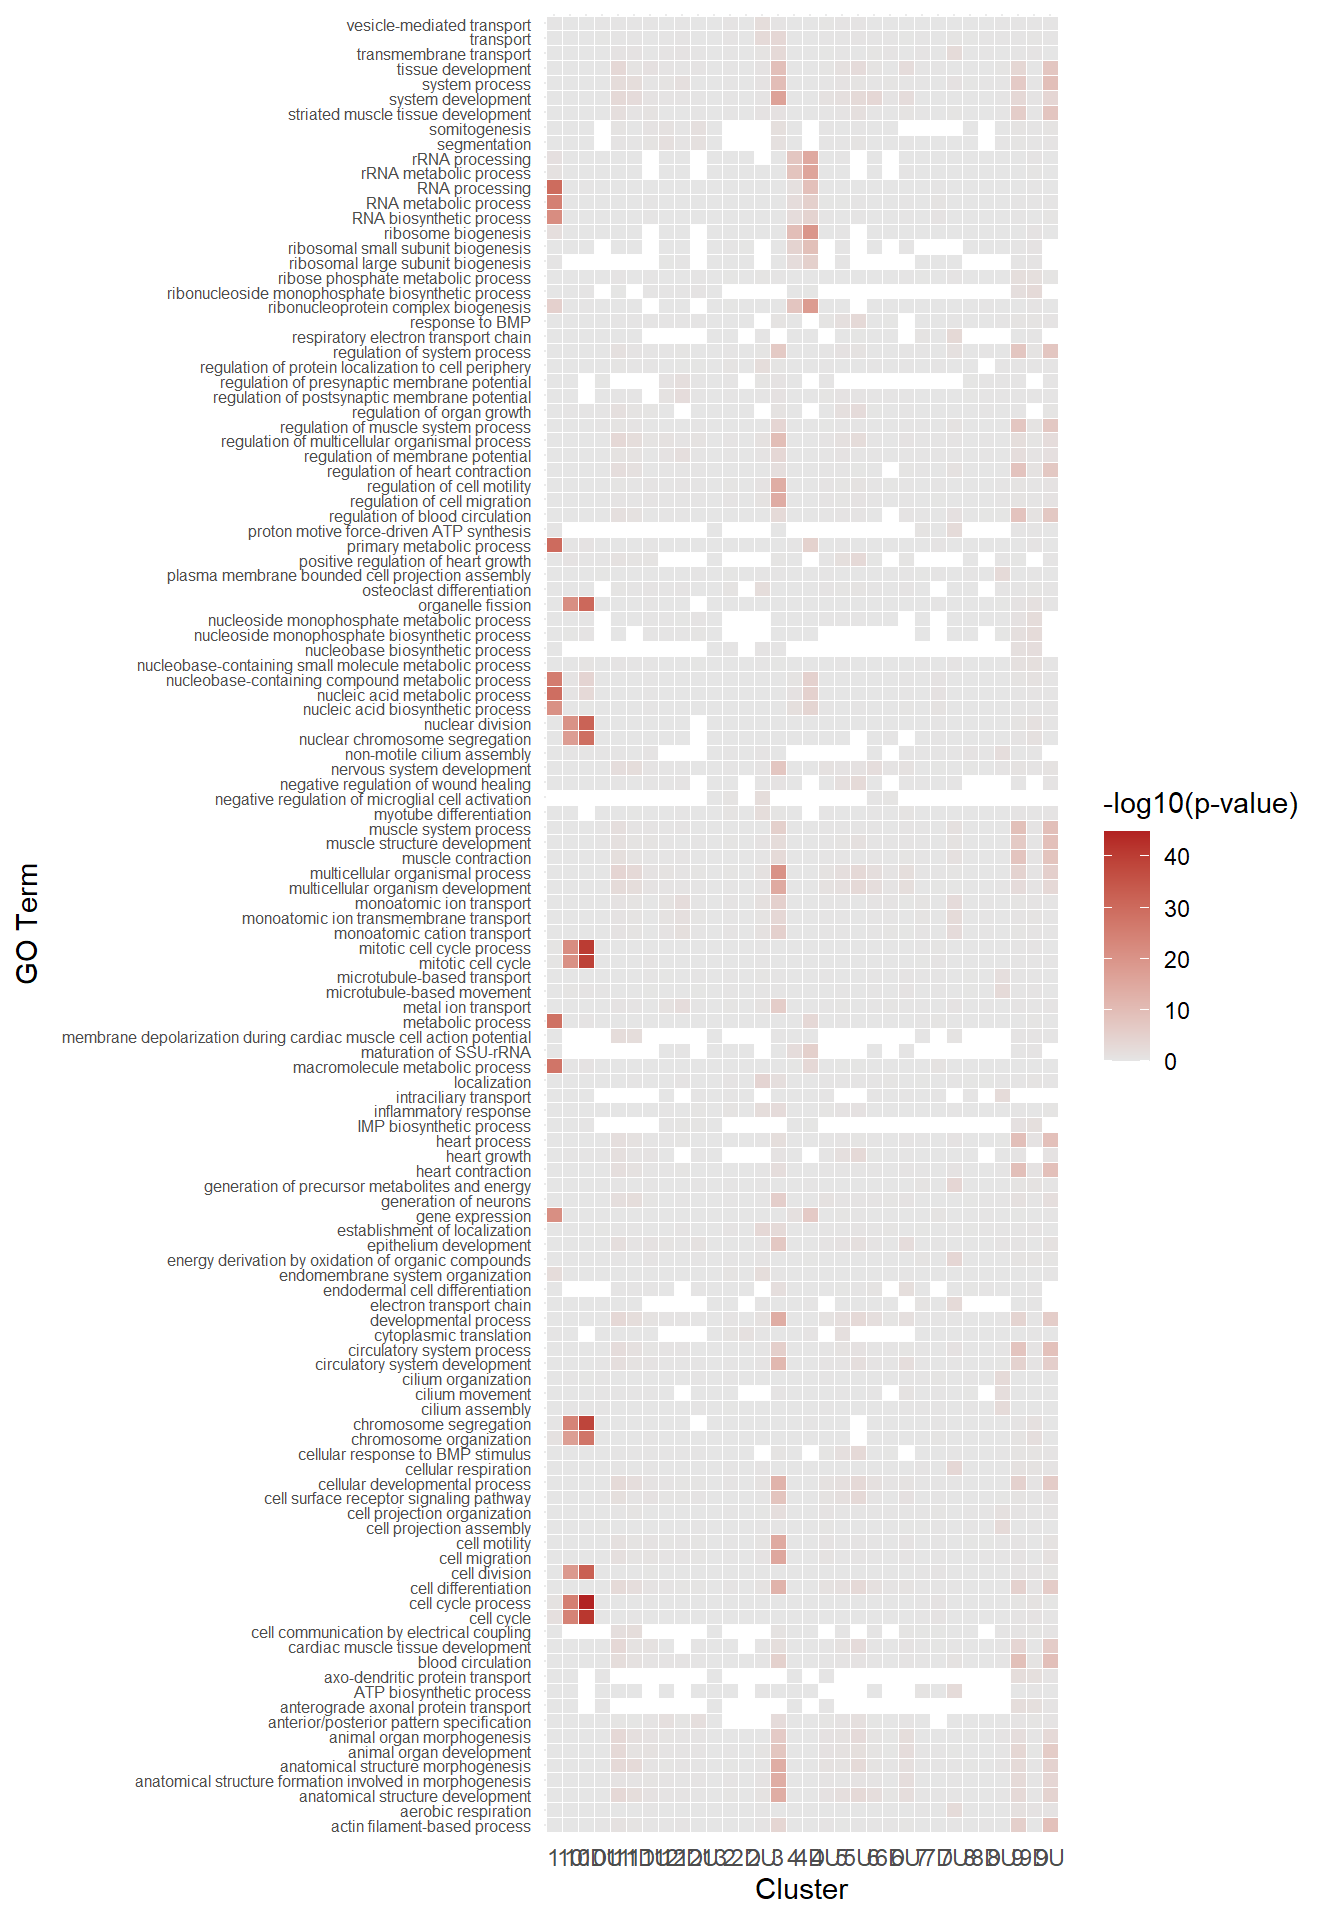 vesicle-mediated transport
transport
transmembrane transport
tissue development
system process
system development
striated muscle tissue development
somitogenesis
segmentation
rRNA processing
rRNA metabolic process
RNA processing
RNA metabolic process
RNA biosynthetic process
ribosome biogenesis
ribosomal small subunit biogenesis
ribosomal large subunit biogenesis
ribose phosphate metabolic process
ribonucleoside monophosphate biosynthetic process
ribonucleoprotein complex biogenesis
response to BMP
respiratory electron transport chain
regulation of system process
regulation of protein localization to cell periphery
regulation of presynaptic membrane potential
regulation of postsynaptic membrane potential
regulation of organ growth
regulation of muscle system process
regulation of multicellular organismal process
regulation of membrane potential
regulation of heart contraction
regulation of cell motility
regulation of cell migration
regulation of blood circulation
proton motive force-driven ATP synthesis
primary metabolic process
positive regulation of heart growth
plasma membrane bounded cell projection assembly
osteoclast differentiation
organelle fission
nucleoside monophosphate metabolic process
nucleoside monophosphate biosynthetic process
nucleobase biosynthetic process
nucleobase-containing small molecule metabolic process
nucleobase-containing compound metabolic process
nucleic acid metabolic process
nucleic acid biosynthetic process
nuclear division
nuclear chromosome segregation
non-motile cilium assembly
nervous system development
negative regulation of wound healing
negative regulation of microglial cell activation
myotube differentiation
muscle system process
muscle structure development
muscle contraction
multicellular organismal process
multicellular organism development
monoatomic ion transport
monoatomic ion transmembrane transport
monoatomic cation transport
mitotic cell cycle process
mitotic cell cycle
microtubule-based transport
microtubule-based movement
metal ion transport
metabolic process
membrane depolarization during cardiac muscle cell action potential
maturation of SSU-rRNA
macromolecule metabolic process
localization
intraciliary transport
inflammatory response
IMP biosynthetic process
heart process
heart growth
heart contraction
generation of precursor metabolites and energy
generation of neurons
gene expression
establishment of localization
epithelium development
energy derivation by oxidation of organic compounds
endomembrane system organization
endodermal cell differentiation
electron transport chain
developmental process
cytoplasmic translation
circulatory system process
circulatory system development
cilium organization
cilium movement
cilium assembly
chromosome segregation
chromosome organization
cellular response to BMP stimulus
cellular respiration
cellular developmental process
cell surface receptor signaling pathway
cell projection organization
cell projection assembly
cell motility
cell migration
cell division
cell differentiation
cell cycle process
cell cycle
cell communication by electrical coupling
cardiac muscle tissue development
blood circulation
axo-dendritic protein transport
ATP biosynthetic process
anterograde axonal protein transport
anterior/posterior pattern specification
animal organ morphogenesis
animal organ development
anatomical structure morphogenesis
anatomical structure formation involved in morphogenesis
anatomical structure development
aerobic respiration
actin filament-based process
GO Term
Cluster
-log10(p-value)
40
30
20
10
0